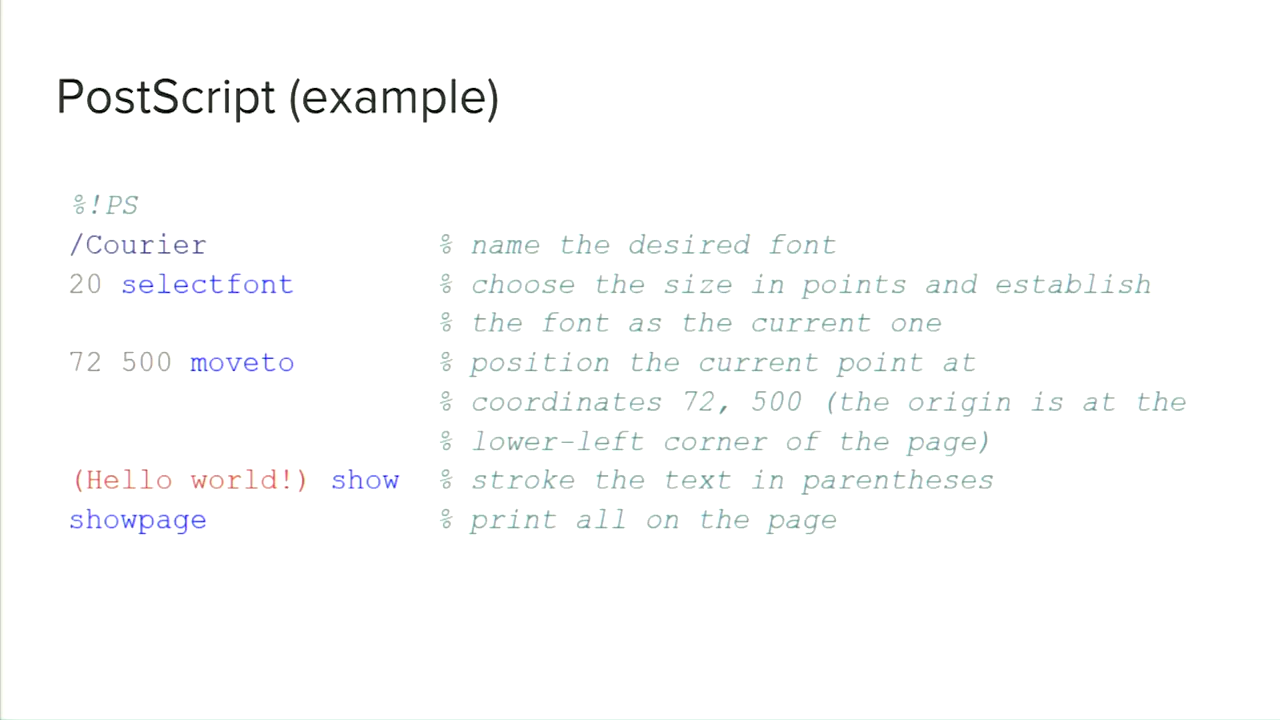 PostScript (example)
%!PS
/Courier % name the desired font
20 selectfont % choose the size in points and establish
% the font as the current one
72 500 moveto % position the current point at
% coordinates 72, 500 (the origin is at the
% lower-left corner of the page)
(Hello world!) show % stroke the text in parentheses
showpage % print all on the page